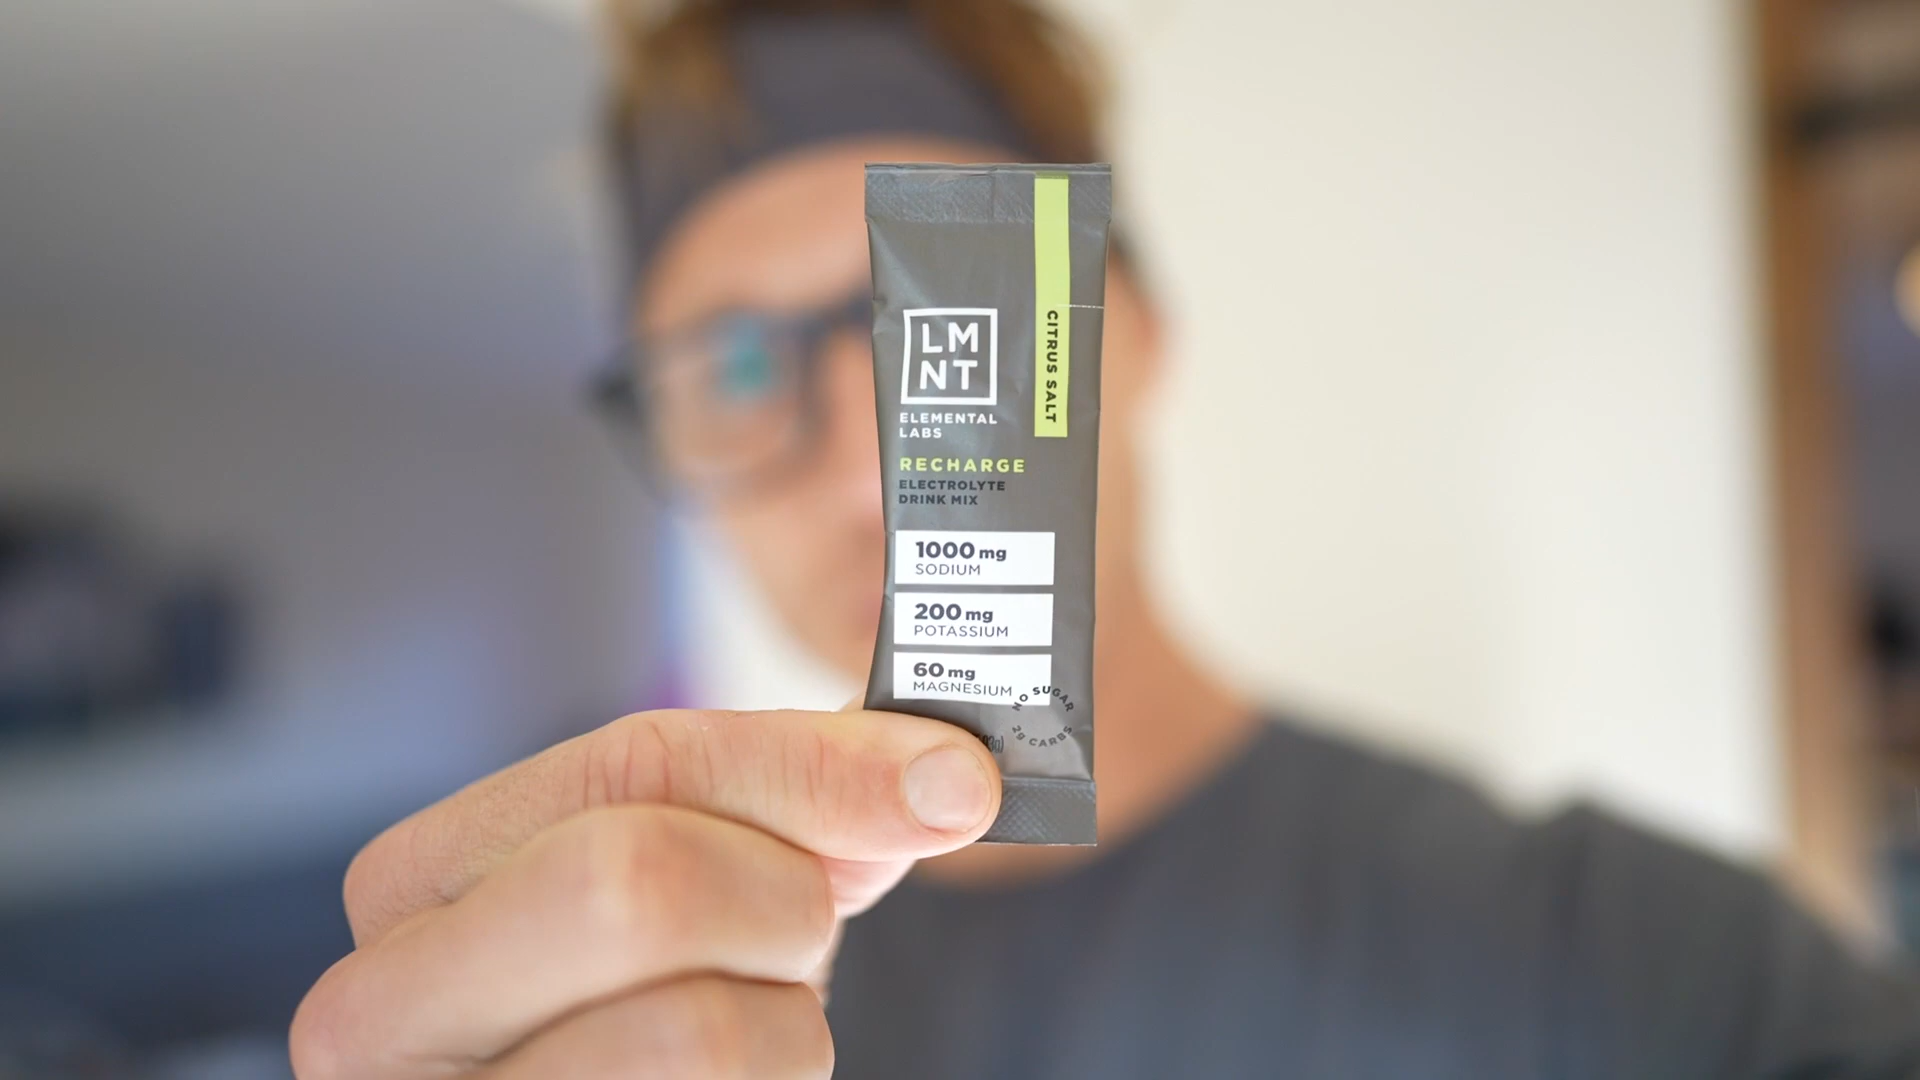 CITRUS SALT
LM
NT
ELEMENTAL
LABS
RECHARGE
ELECTROLYTE
DRINK MIX
1000 mg
SODIUM
200 mg
POTASSIUM
60 mg
MAGNESIUM
NO SUGAR
2g CARBS